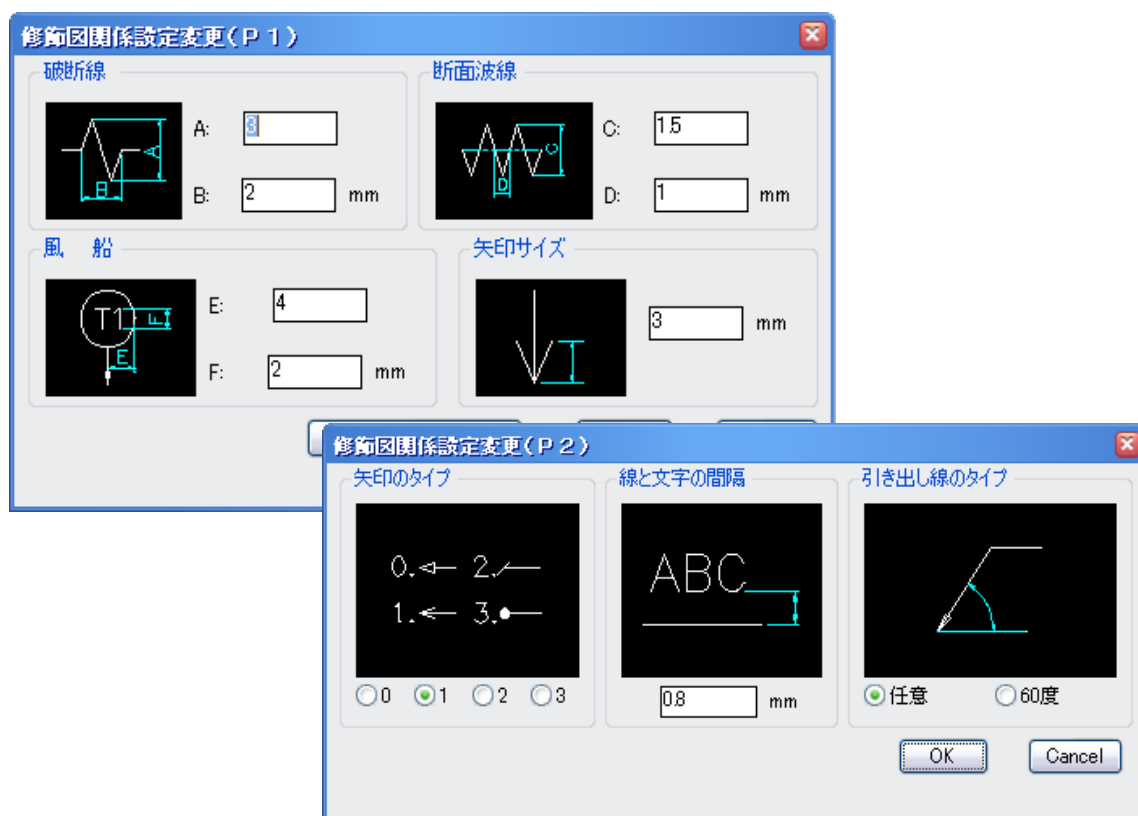 修飾図関係設定変更(P1)
破断線
A
B
A: 3
B: 2 mm
断面波線
C
D
C: 1.5
D: 1 mm
風 船
T1
F
E
E: 4
F: 2 mm
矢印サイズ
3 mm
修飾図関係設定変更(P2)
矢印のタイプ
0. 2.
1. 3.
0 1 2 3
線と文字の間隔
ABC
0.8 mm
引き出し線のタイプ
任意 60度
OK Cancel